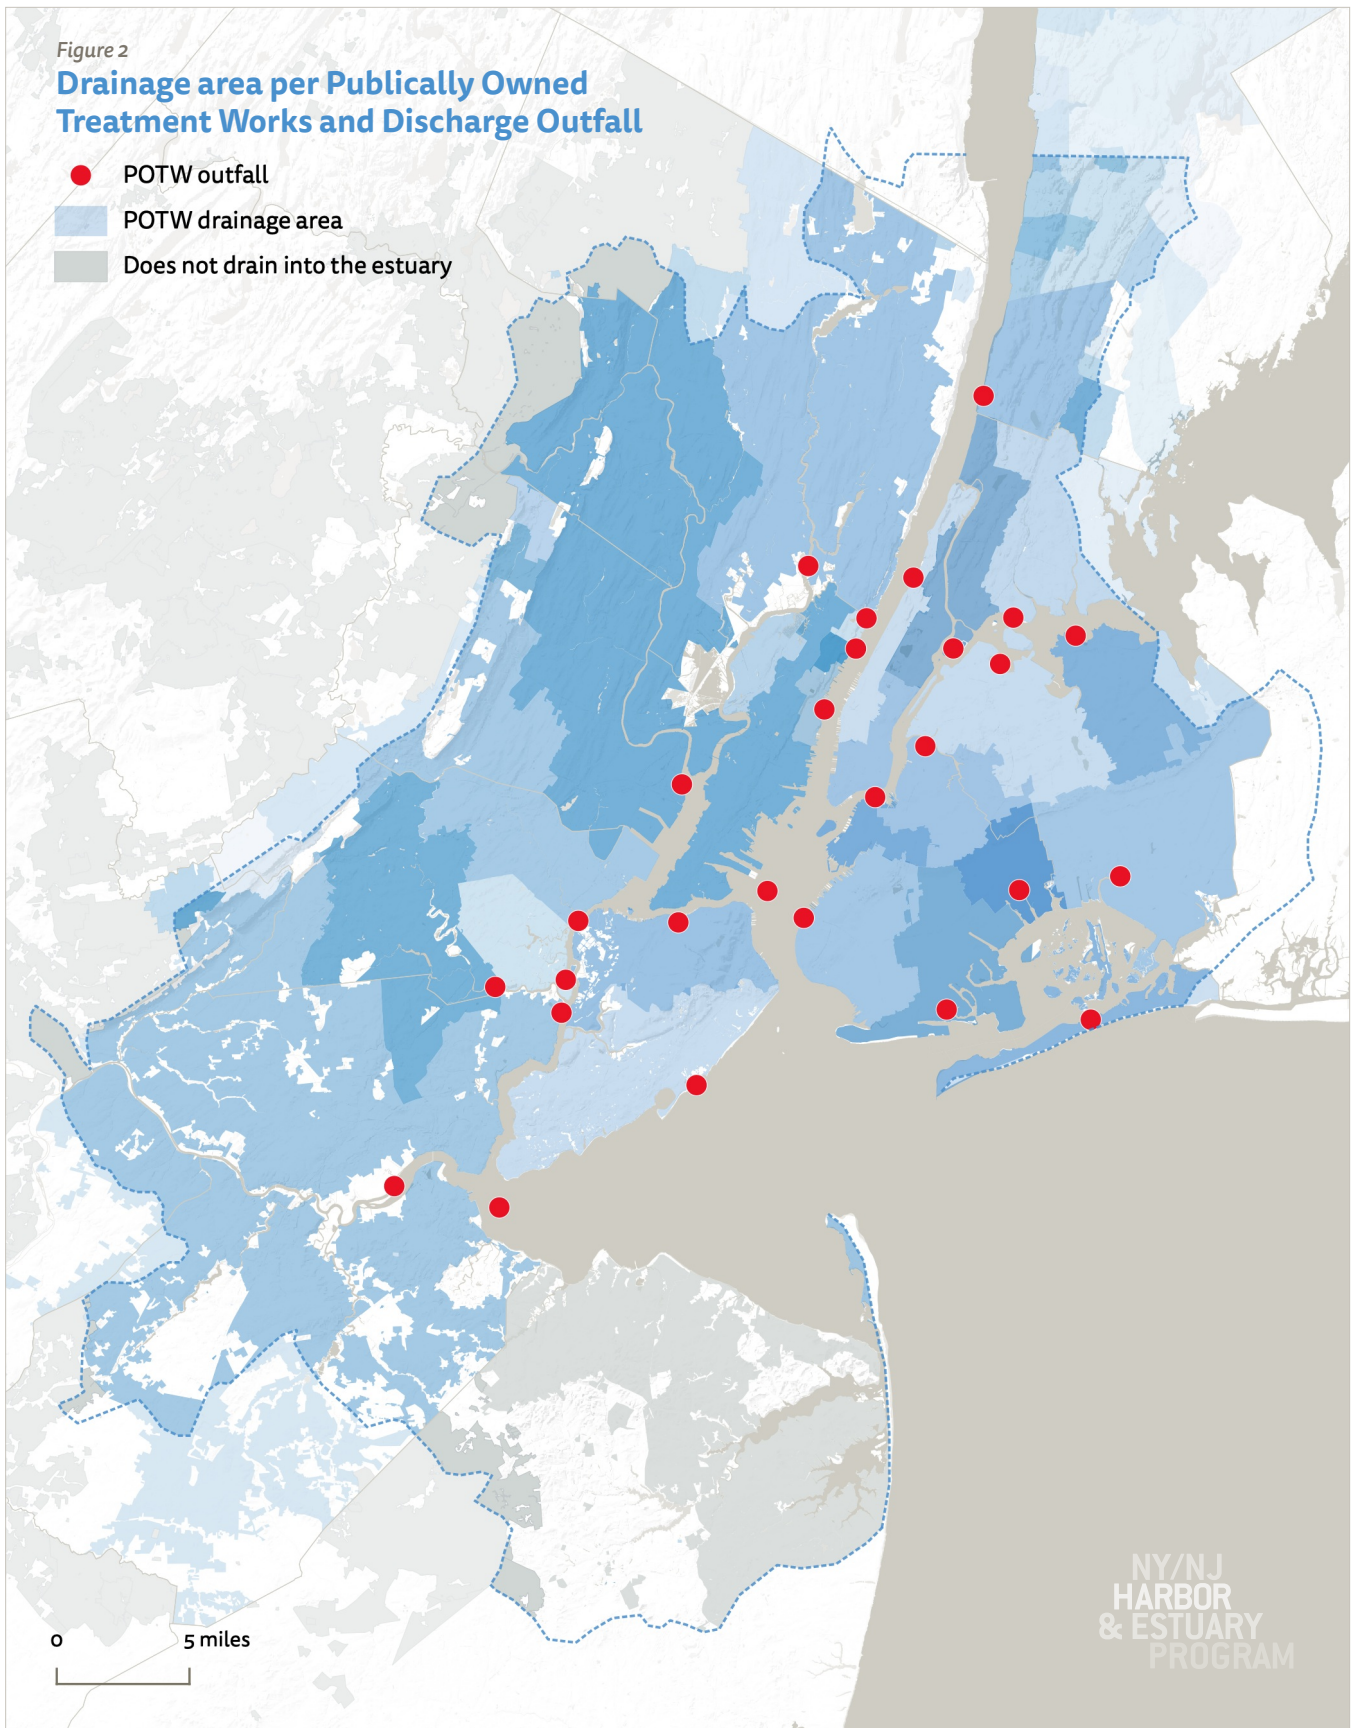 Figure 2
Drainage area per Publically Owned
Treatment Works and Discharge Outfall
POTW outfall
POTW drainage area
Does not drain into the estuary
0 5 miles
NY/NJ
HARBOR
& ESTUARY
PROGRAM